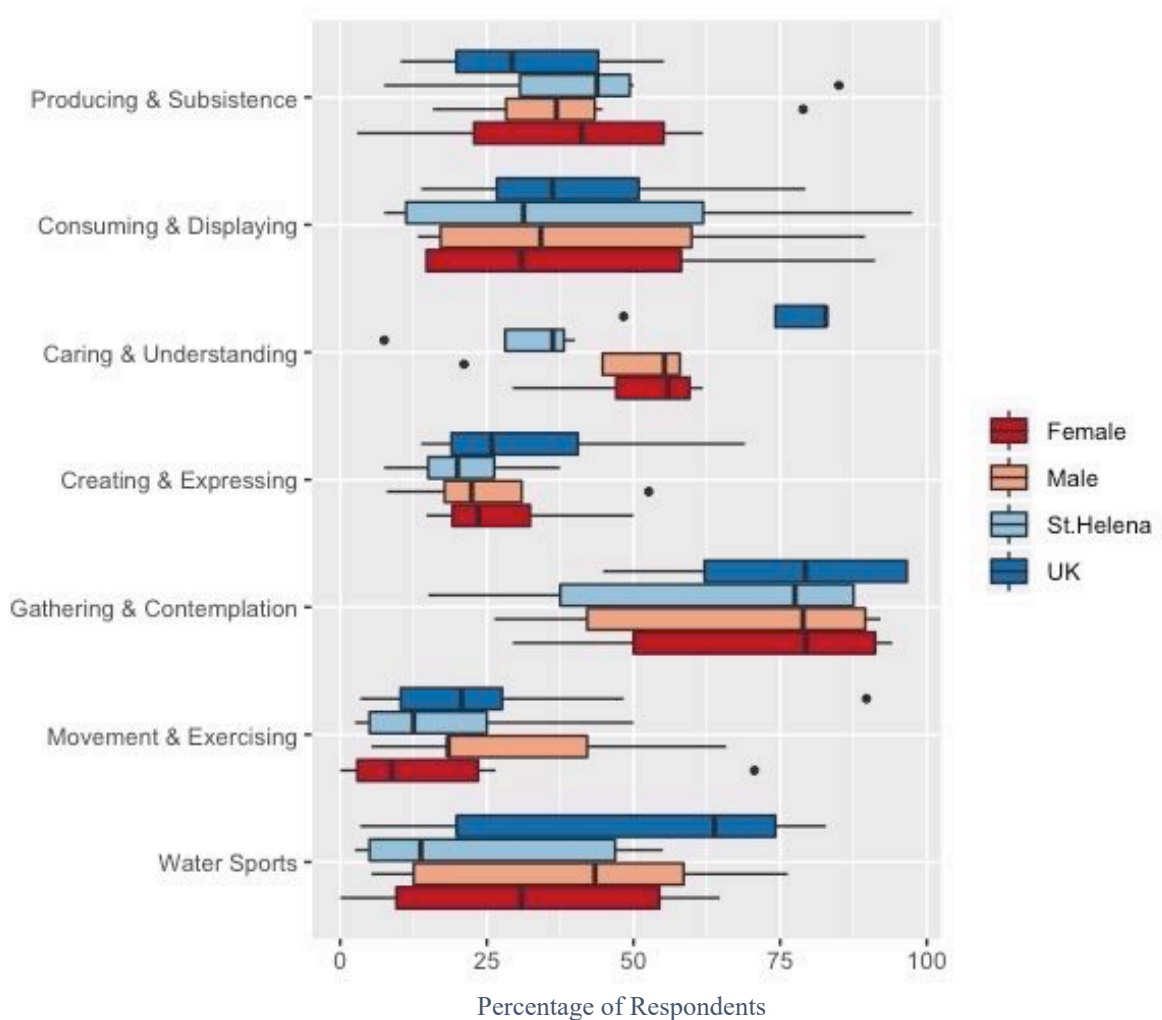 Producing & Subsistence
Consuming & Displaying
Caring & Understanding
Creating & Expressing
Gathering & Contemplation
Movement & Exercising
Water Sports
Female
Male
St.Helena
UK
0 25 50 75 100
Percentage of Respondents